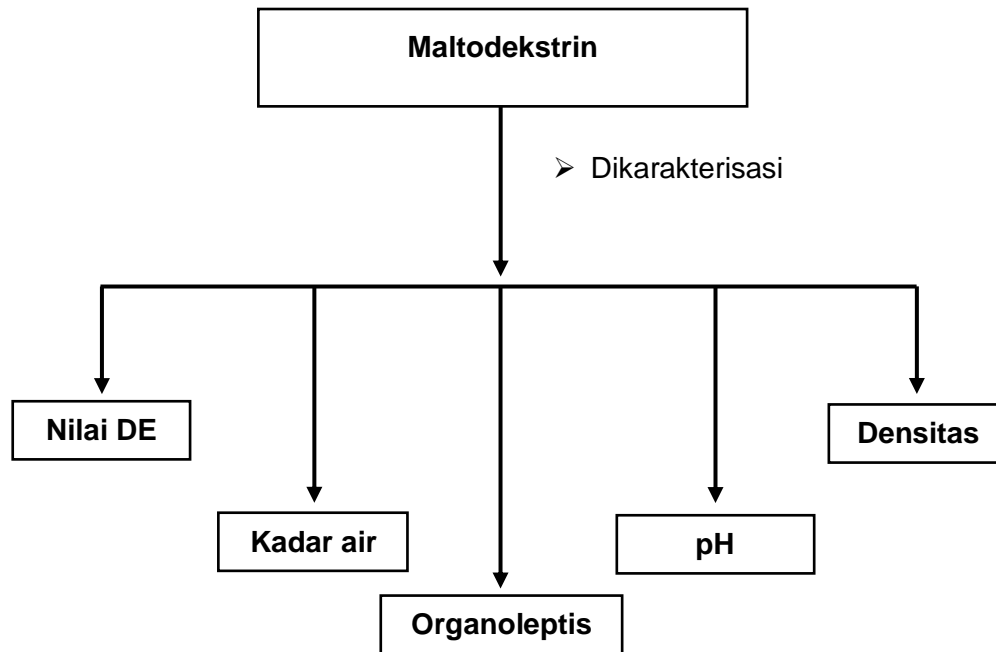 Maltodekstrin
➢ Dikarakterisasi
Nilai DE
Densitas
Kadar air
pH
Organoleptis